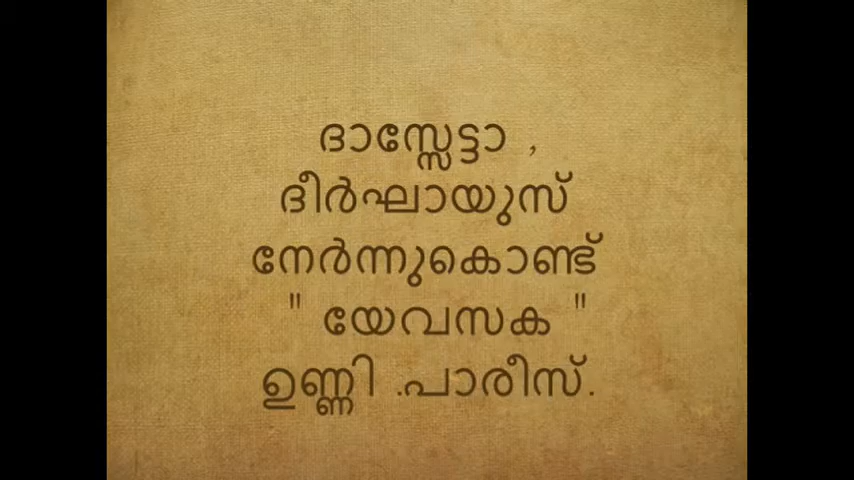 ദാസ്സേട്ടാ ,
ദീർഘായുസ്
നേർന്നുകൊണ്ട്
" യേവസക "
ഉണ്ണി .പാരീസ്.